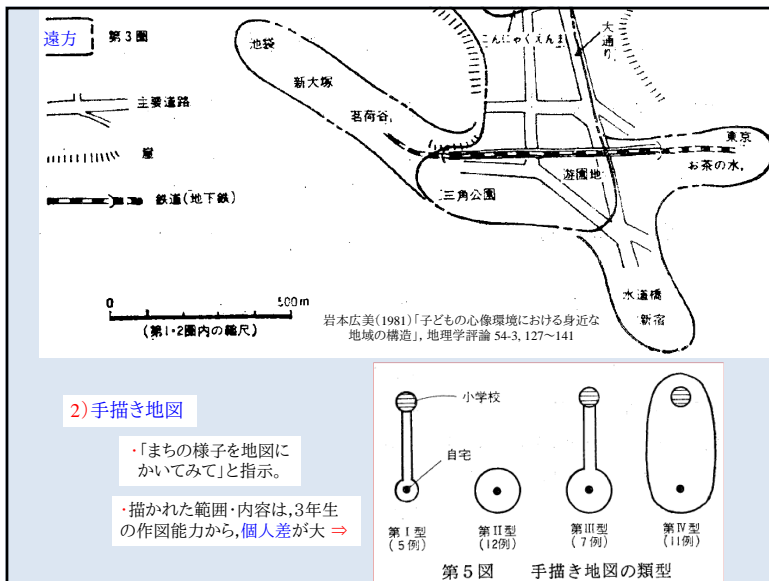 遠方 第3圏
主要道路
崖
鉄道(地下鉄)
0 500m
(第1・2圏内の縮尺)
池袋
新大塚
茗荷谷
こんにゃくえんま
大通り
東京
お茶の水,
遊園地
三角公園
水道橋
新宿
岩本広美(1981)「子どもの心像環境における身近な
地域の構造」, 地理学評論 54-3, 127〜141
2)手描き地図
・「まちの様子を地図に
かいてみて」と指示。
・描かれた範囲・内容は,3年生
の作図能力から,個人差が大 ⇒
小学校
自宅
第Ⅰ型 第Ⅱ型 第Ⅲ型 第Ⅳ型
(5例) (12例) (7例) (11例)
第5図 手描き地図の類型